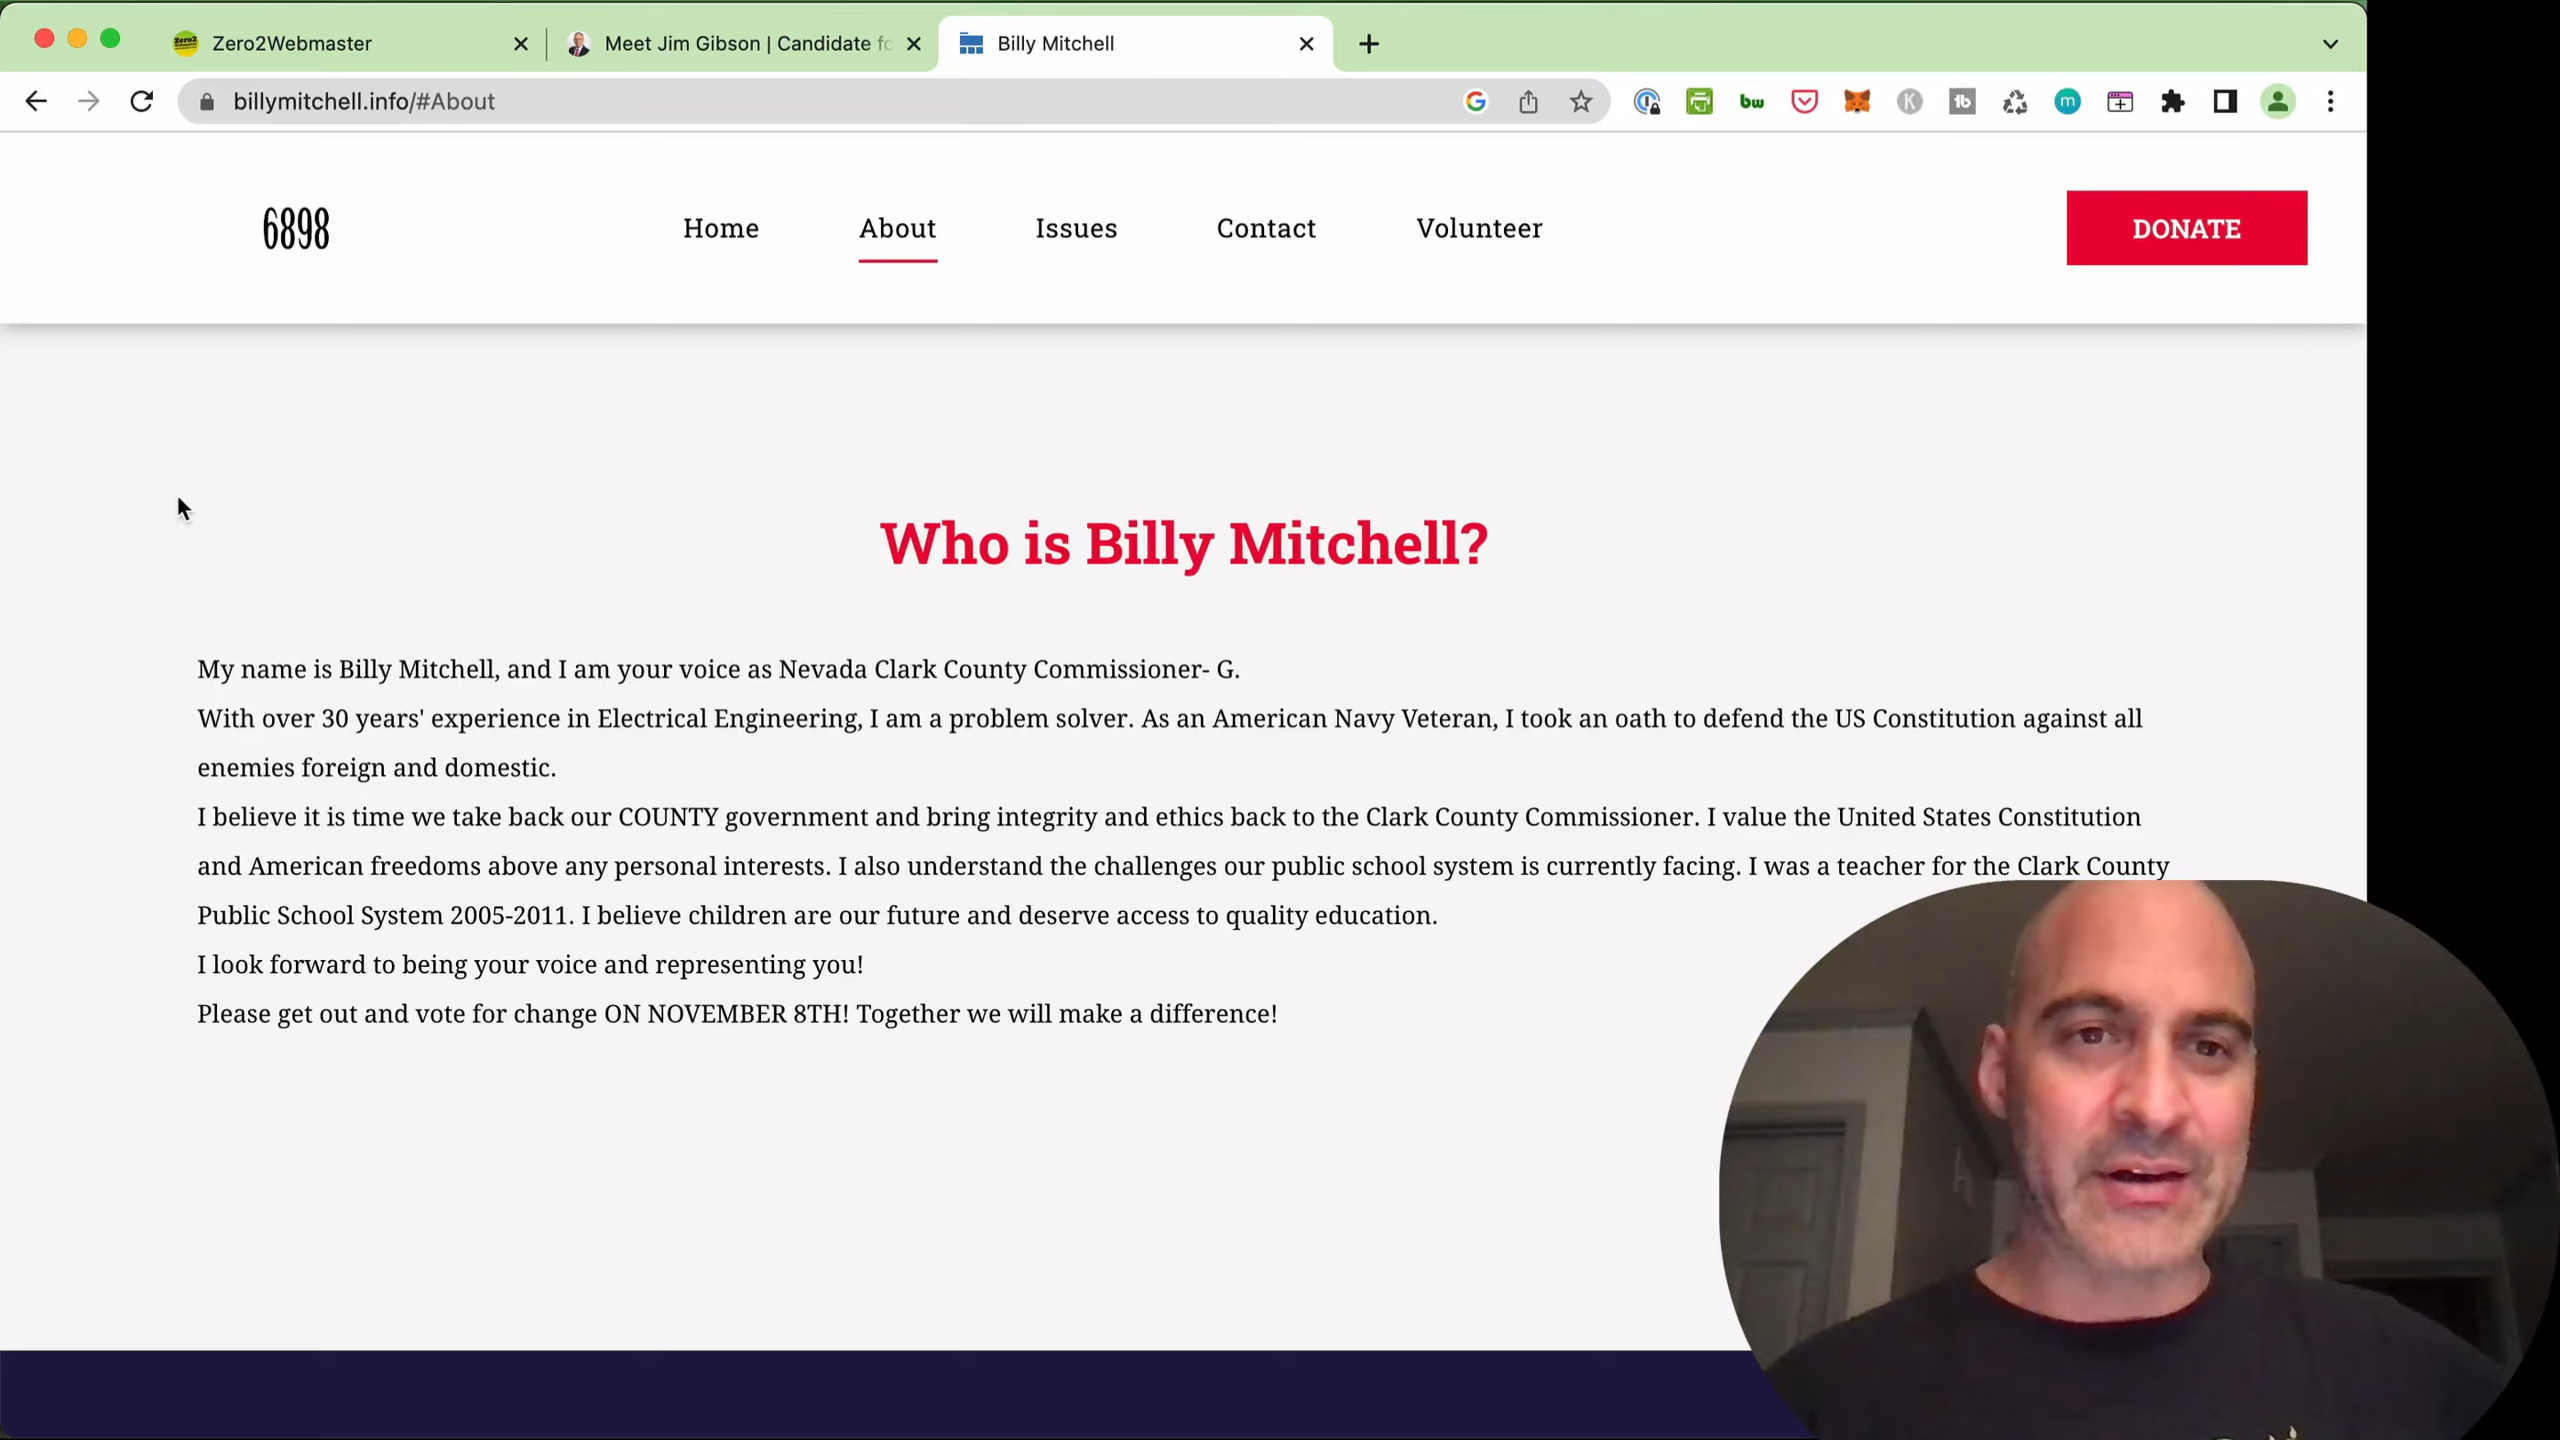 Zero2Webmaster
Meet Jim Gibson | Candidate fo
Billy Mitchell
billymitchell.info/#About
6898
Home
About
Issues
Contact
Volunteer
DONATE
Who is Billy Mitchell?
My name is Billy Mitchell, and I am your voice as Nevada Clark County Commissioner- G.
With over 30 years' experience in Electrical Engineering, I am a problem solver. As an American Navy Veteran, I took an oath to defend the US Constitution against all
enemies foreign and domestic.
I believe it is time we take back our COUNTY government and bring integrity and ethics back to the Clark County Commissioner. I value the United States Constitution
and American freedoms above any personal interests. I also understand the challenges our public school system is currently facing. I was a teacher for the Clark County
Public School System 2005-2011. I believe children are our future and deserve access to quality education.
I look forward to being your voice and representing you!
Please get out and vote for change ON NOVEMBER 8TH! Together we will make a difference!